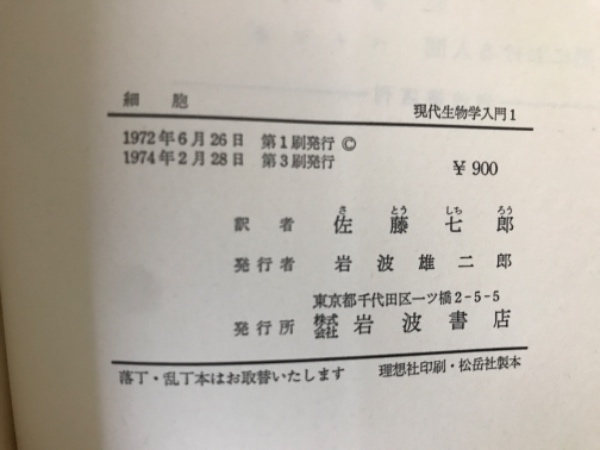 細胞 現代生物学入門1
1972年6月26日 第1刷発行 ©
1974年2月28日 第3刷発行
¥900
さ とう しち ろう
訳者 佐藤七郎
発行者 岩波雄二郎
東京都千代田区一ツ橋2-5-5
発行所 株式会社 岩波書店
落丁・乱丁本はお取替いたします 理想社印刷・松岳社製本